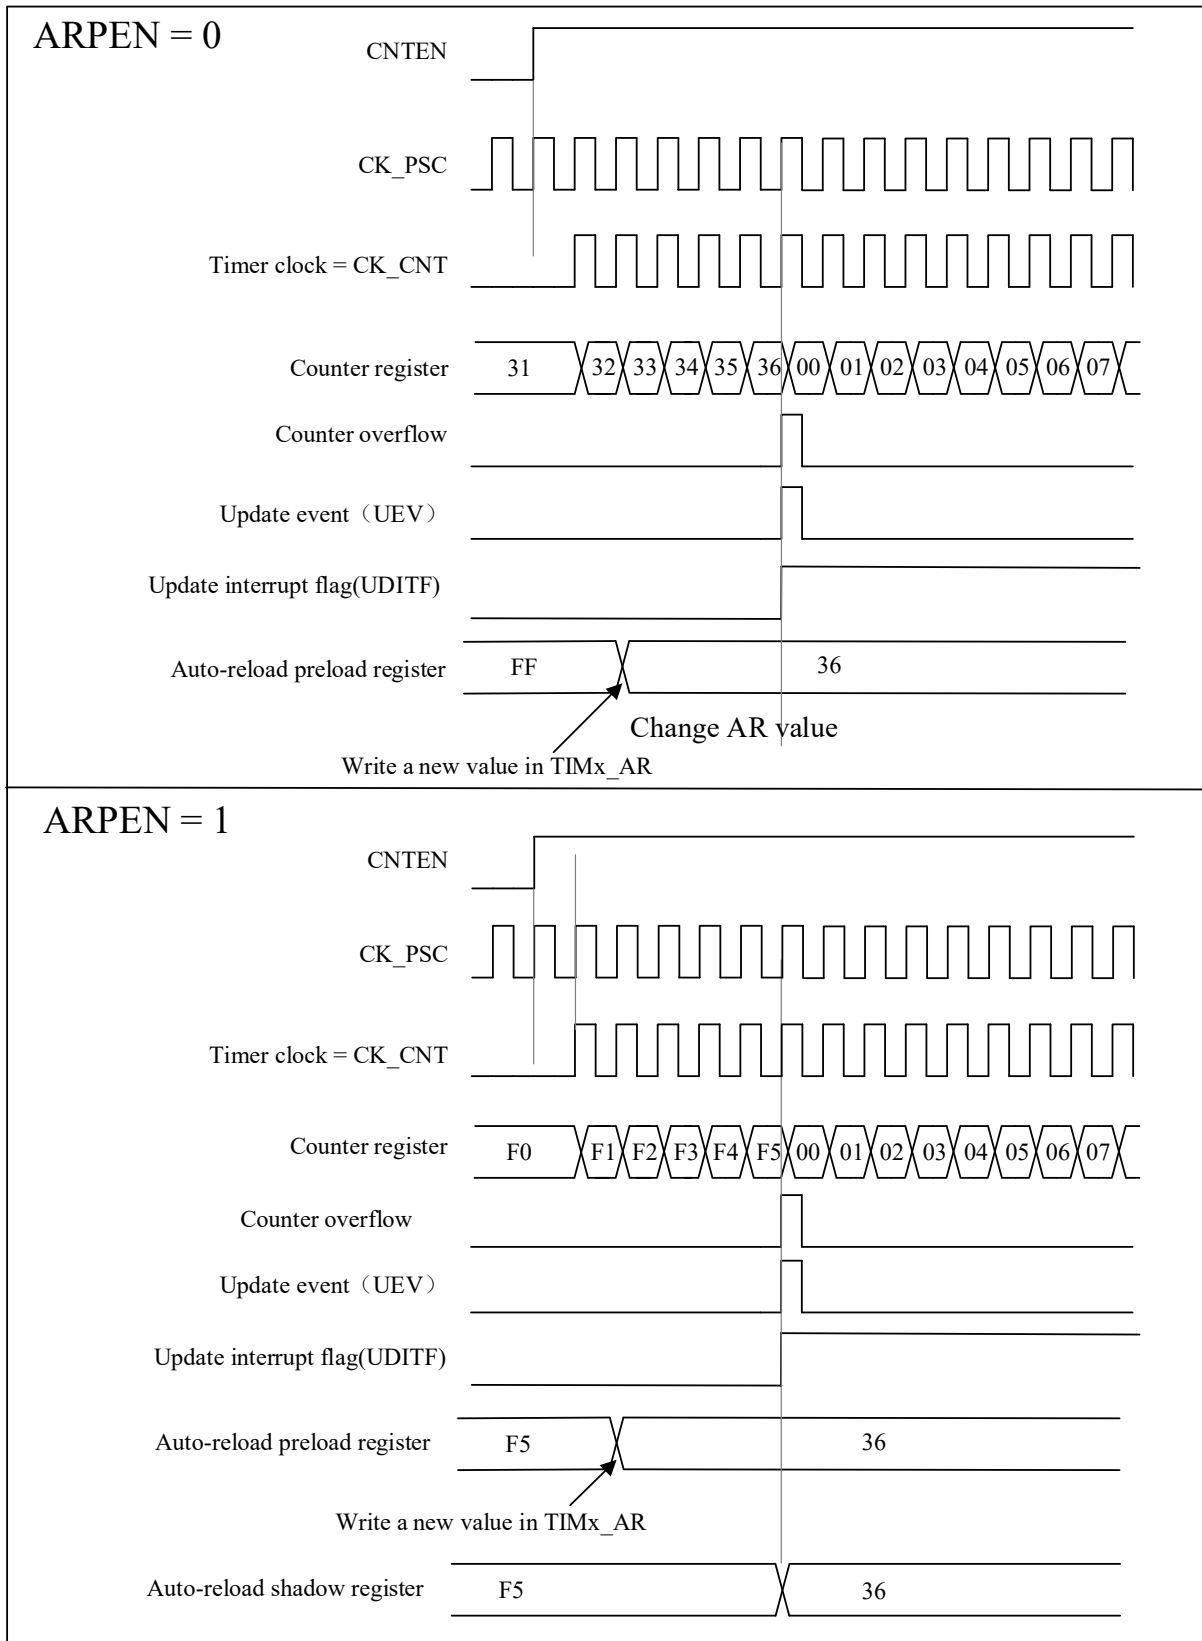 ARPEN = 0
CNTEN
CK_PSC
Timer clock = CK_CNT
Counter register 31 32 33 34 35 36 00 01 02 03 04 05 06 07
Counter overflow
Update event（UEV）
Update interrupt flag(UDITF)
Auto-reload preload register FF 36
Change AR value
Write a new value in TIMx_AR
ARPEN = 1
CNTEN
CK_PSC
Timer clock = CK_CNT
Counter register F0 F1 F2 F3 F4 F5 00 01 02 03 04 05 06 07
Counter overflow
Update event（UEV）
Update interrupt flag(UDITF)
Auto-reload preload register F5 36
Write a new value in TIMx_AR
Auto-reload shadow register F5 36